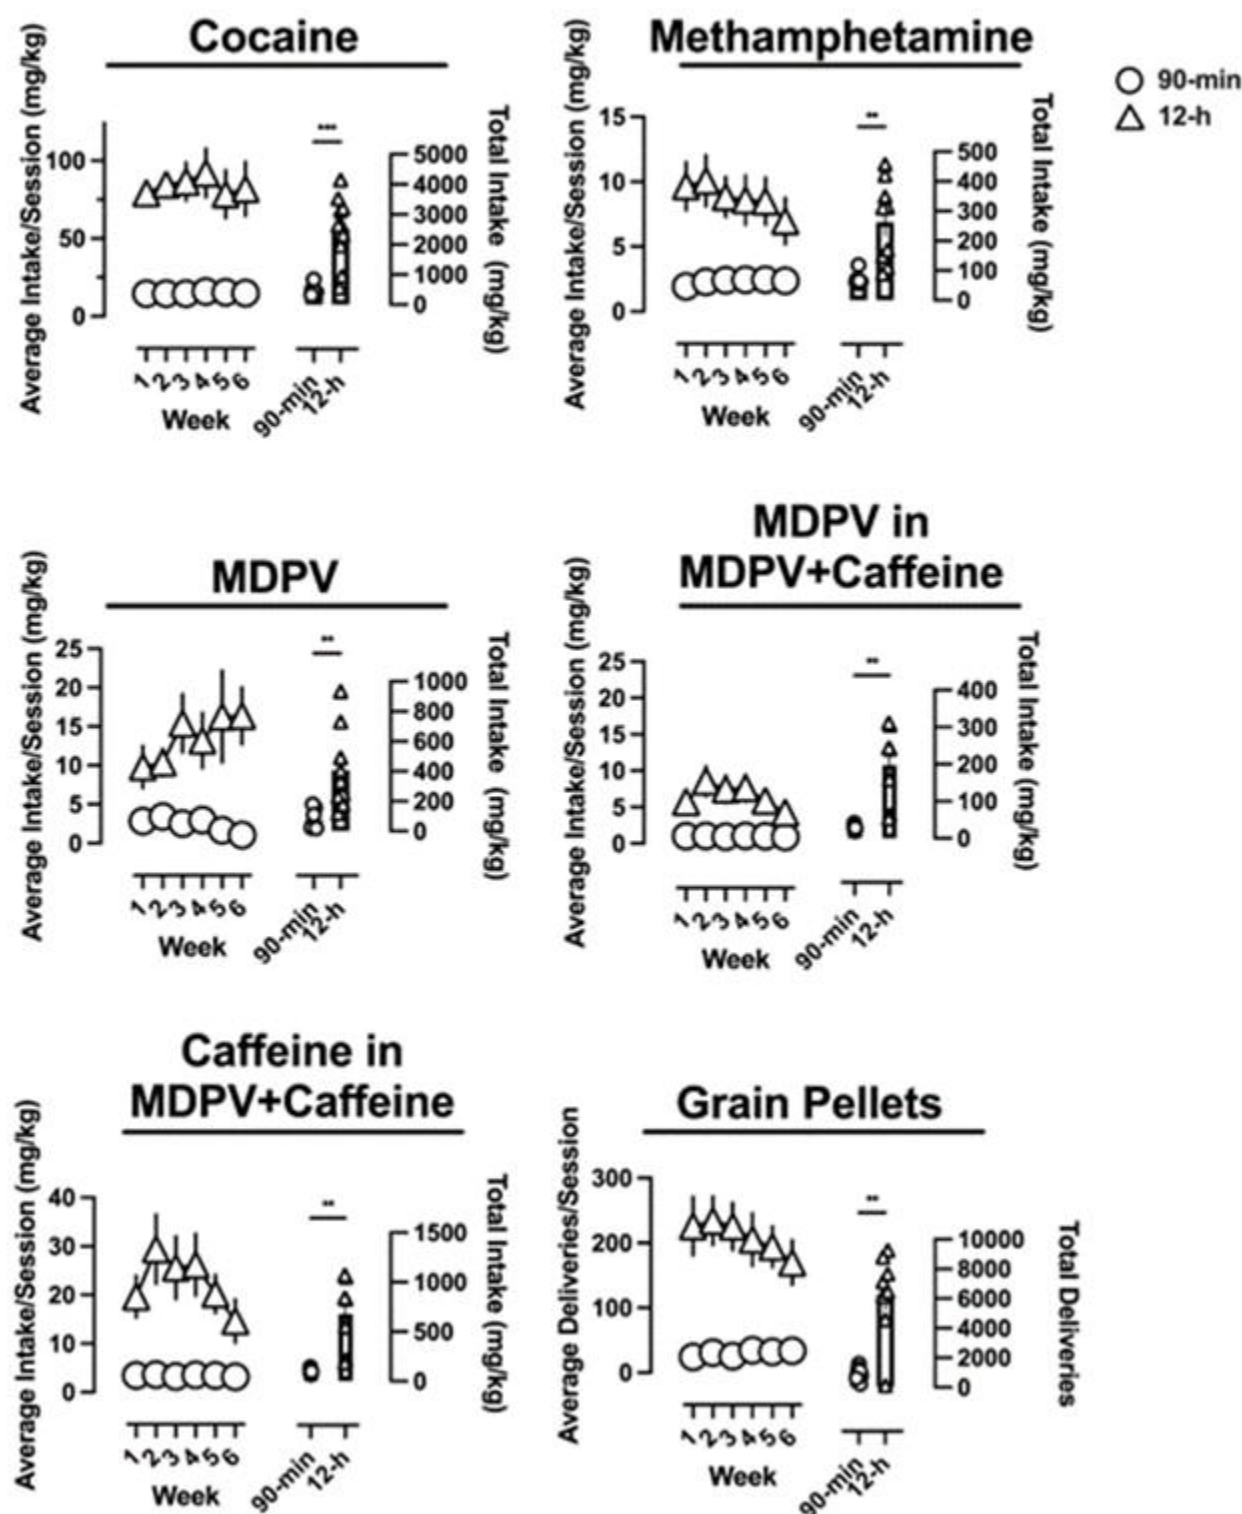 Cocaine
Average Intake/Session (mg/kg)
100
50
0
***
5000
4000
3000
2000
1000
0
Total Intake (mg/kg)
1 2 3 4 5 6
Week
90-min
12-h
Methamphetamine
Average Intake/Session (mg/kg)
15
10
5
0
**
500
400
300
200
100
0
Total Intake (mg/kg)
1 2 3 4 5 6
Week
90-min
12-h
90-min
12-h
MDPV
Average Intake/Session (mg/kg)
25
20
15
10
5
0
**
1000
800
600
400
200
0
Total Intake (mg/kg)
1 2 3 4 5 6
Week
90-min
12-h
MDPV in
MDPV+Caffeine
Average Intake/Session (mg/kg)
25
20
15
10
5
0
**
400
300
200
100
0
Total Intake (mg/kg)
1 2 3 4 5 6
Week
90-min
12-h
Caffeine in
MDPV+Caffeine
Average Intake/Session (mg/kg)
40
30
20
10
0
**
1500
1000
500
0
Total Intake (mg/kg)
1 2 3 4 5 6
Week
90-min
12-h
Grain Pellets
Average Deliveries/Session
300
200
100
0
**
10000
8000
6000
4000
2000
0
Total Deliveries
1 2 3 4 5 6
Week
90-min
12-h